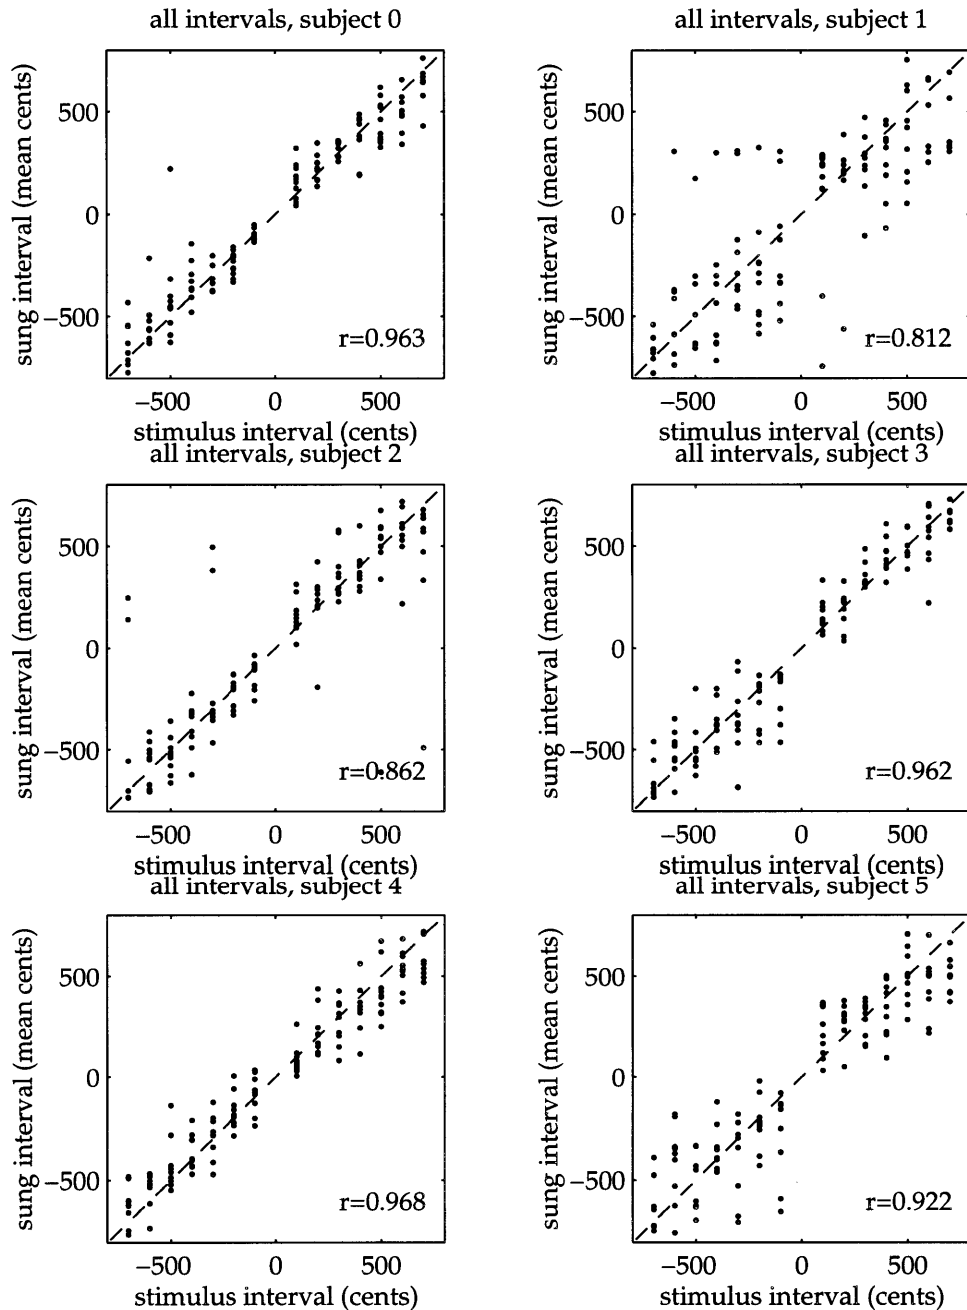 all intervals, subject 0
sung interval (mean cents)
500
0
−500
r=0.963
−500 0 500
stimulus interval (cents)
all intervals, subject 1
sung interval (mean cents)
500
0
−500
r=0.812
−500 0 500
stimulus interval (cents)
all intervals, subject 2
sung interval (mean cents)
500
0
−500
r=0.862
−500 0 500
stimulus interval (cents)
all intervals, subject 3
sung interval (mean cents)
500
0
−500
r=0.962
−500 0 500
stimulus interval (cents)
all intervals, subject 4
sung interval (mean cents)
500
0
−500
r=0.968
−500 0 500
stimulus interval (cents)
all intervals, subject 5
sung interval (mean cents)
500
0
−500
r=0.922
−500 0 500
stimulus interval (cents)